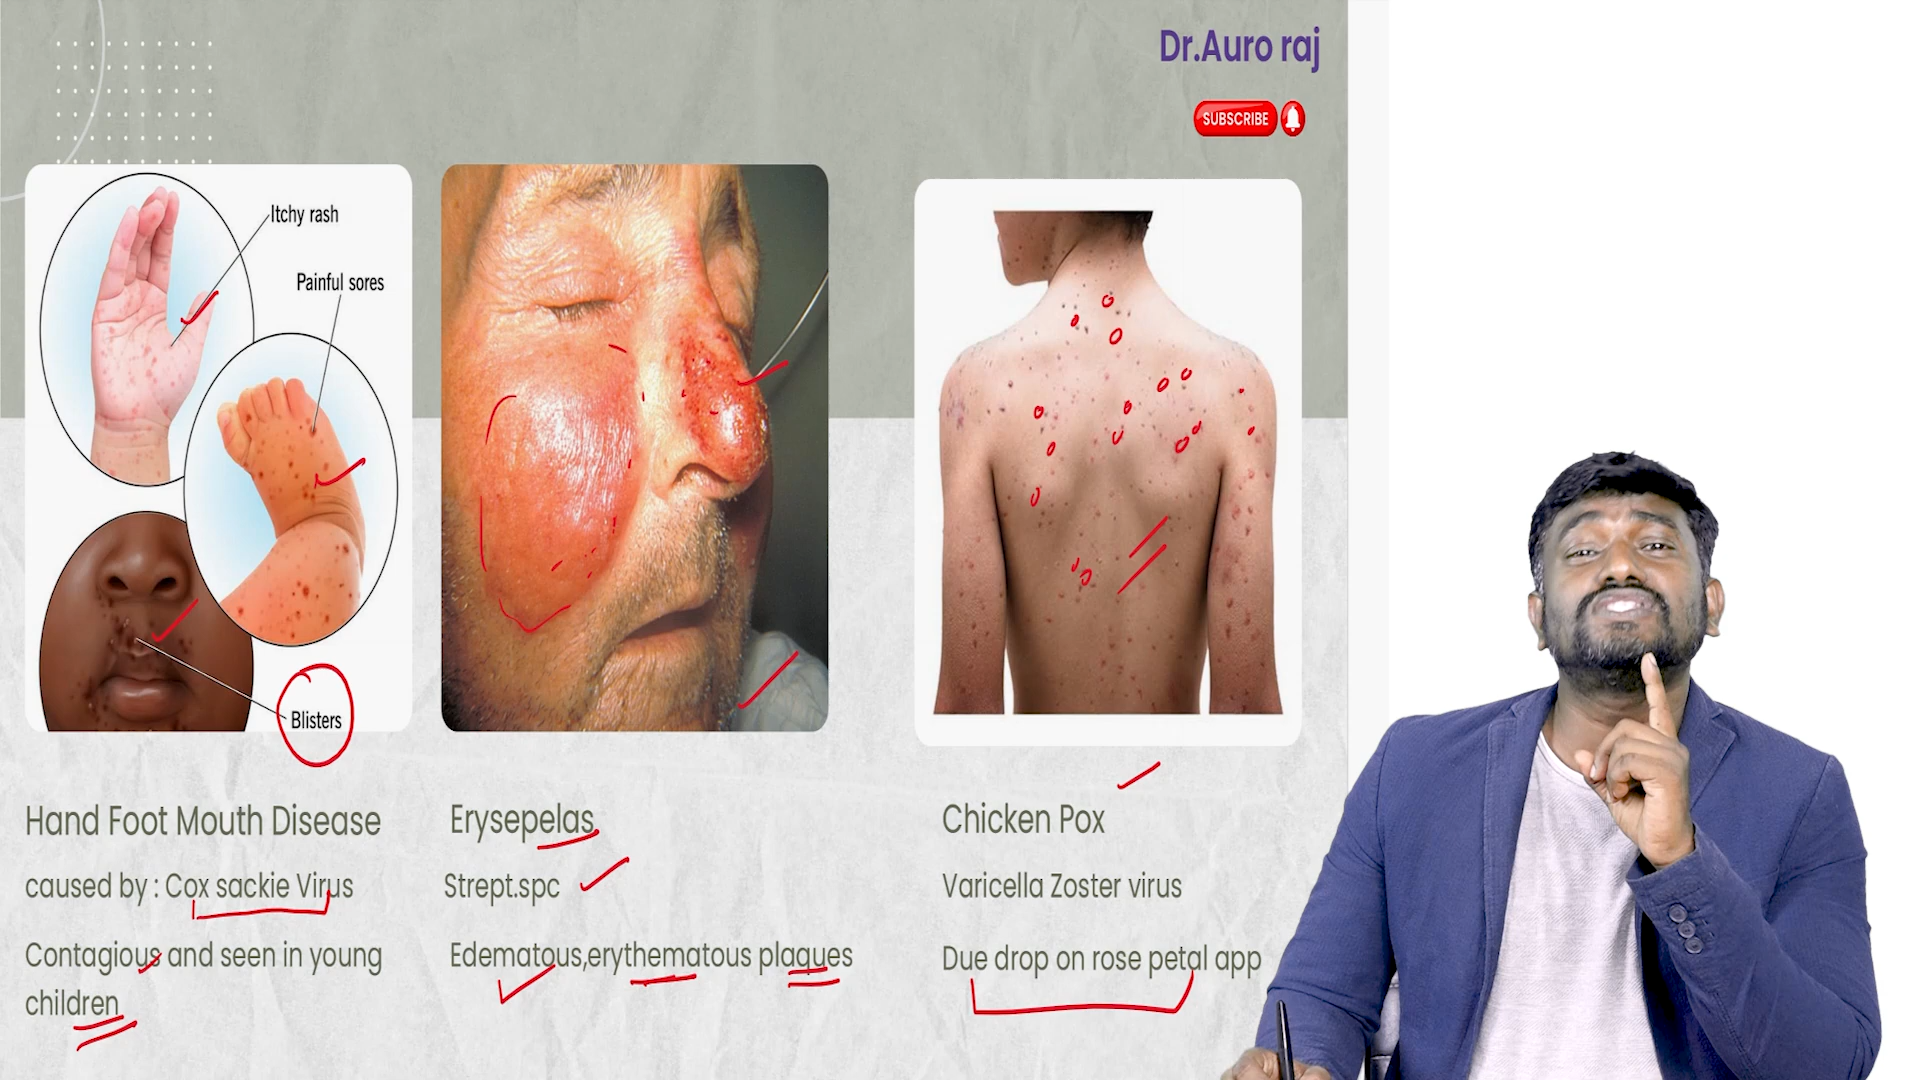 Dr.Auro raj
SUBSCRIBE
Itchy rash
Painful sores
Blisters
Hand Foot Mouth Disease
caused by : Cox sackie Virus
Contagious and seen in young
children
Erysepelas
Strept.spc
Edematous,erythematous plaques
Chicken Pox
Varicella Zoster virus
Due drop on rose petal app